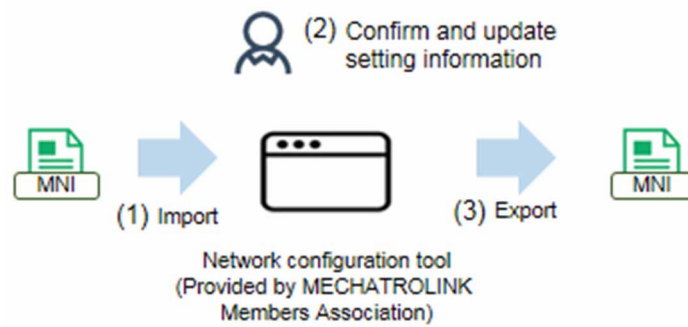 (2) Confirm and update
setting information
MNI
(1) Import
(3) Export
MNI
Network configuration tool
(Provided by MECHATROLINK
Members Association)